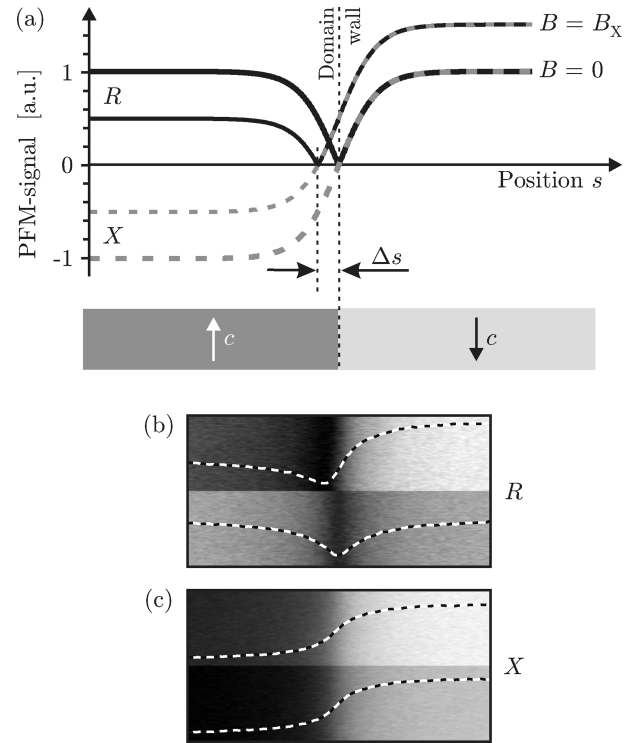 (a)
Domain
wall
B = B_X
B = 0
PFM-signal [a.u.]
1
0
-1
R
X
Position s
Δs
c
c
(b)
R
(c)
X